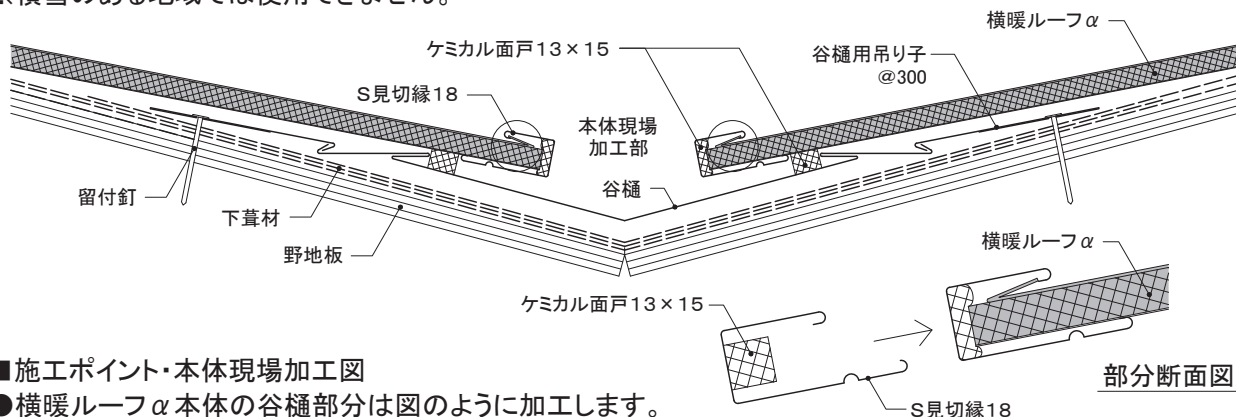 ※積雪のある地域では使用できません。
横暖ルーフα
ケミカル面戸13×15
谷樋用吊り子
@300
S見切縁18
本体現場
加工部
谷樋
留付釘
下葺材
野地板
横暖ルーフα
ケミカル面戸13×15
■施工ポイント・本体現場加工図
部分断面図
●横暖ルーフα本体の谷樋部分は図のように加工します。
S見切縁18